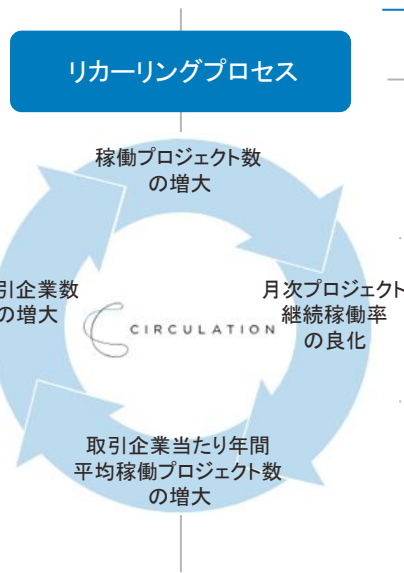 リカーリングプロセス
稼働プロジェクト数
の増大
月次プロジェクト
継続稼働率
の良化
取引企業当たり年間
平均稼働プロジェクト数
の増大
引企業数
の増大
CIRCULATION